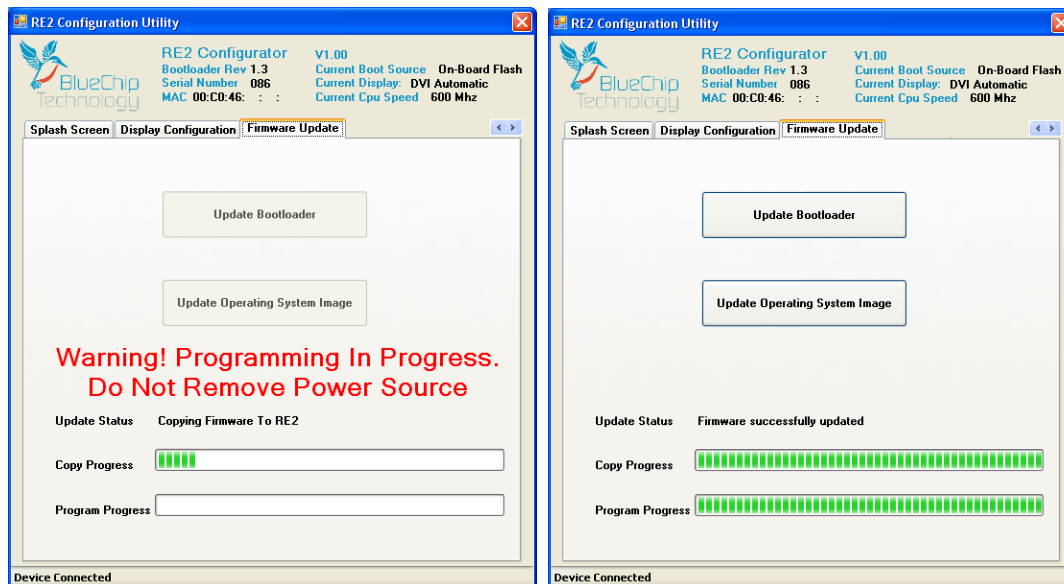 RE2 Configuration Utility
BlueChip
Technology
RE2 Configurator V1.00
Bootloader Rev 1.3 Current Boot Source On-Board Flash
Serial Number 086 Current Display: DVI Automatic
MAC 00:C0:46: : : Current Cpu Speed 600 Mhz
Splash Screen Display Configuration Firmware Update
Update Bootloader
Update Operating System Image
Warning! Programming In Progress.
Do Not Remove Power Source
Update Status Copying Firmware To RE2
Copy Progress
Program Progress
Device Connected
RE2 Configuration Utility
BlueChip
Technology
RE2 Configurator V1.00
Bootloader Rev 1.3 Current Boot Source On-Board Flash
Serial Number 086 Current Display: DVI Automatic
MAC 00:C0:46: : : Current Cpu Speed 600 Mhz
Splash Screen Display Configuration Firmware Update
Update Bootloader
Update Operating System Image
Update Status Firmware successfully updated
Copy Progress
Program Progress
Device Connected